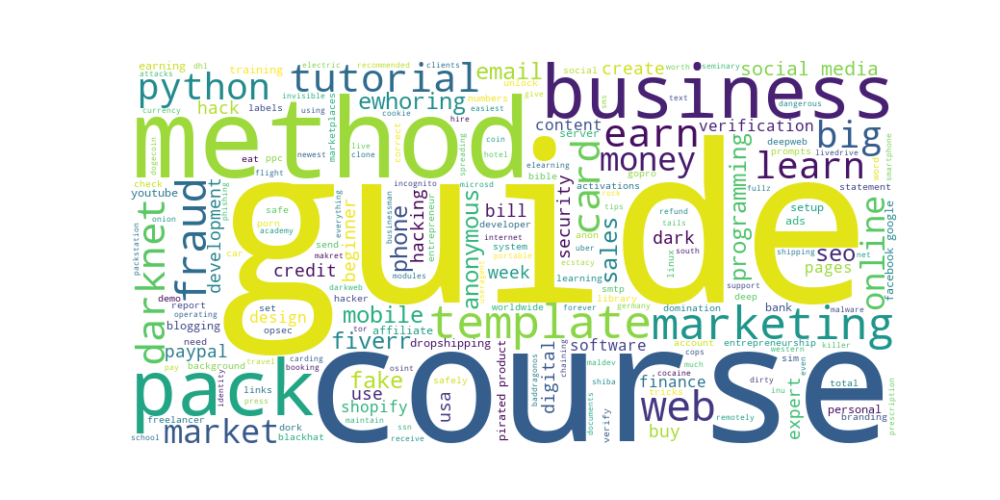 earning dhl electric recommended clients worth seminary
attacks training unlock social create social media
python tutorial email business
currency invisible using cookie numbers give text dangerous
hack labels ewhoring easiest content server verification deepweb livedrive
method hire coin earn big
newest live clone correct spreading hotel elearning prompts word
eat ppc money learn smartphone
flight bible card programming
youtube check incognito microsd gopro activations fullz statement
guide
fraud development phishing safe everything businessman phone hacking entrepreneur anonymous bill security tips refund setup online
onion porn academy developer sales anon tails ads facebook google
darknet send internet dark shipping net
packstation car beginner makret system uber linux south seo
credit modules week learning ecstacy pages
demo darkweb portable smtp library deep support malware
report set hacker worldwide forever germany domination bank
operating design mobile template marketing
blogging opsec tor affiliate
need fiverr dropshipping software account entrepreneurship
paypal background carding osint cops western killer
pay travel booking pirated product chaining maldev shiba sim much even
pack course
links identity fake safely baddragonos digital finance cocaine dirty total
press use usa tricks expert prescription
freelancer shopify documents web inu personal
school market dork maintain ssn verify buy remotely branding
blackhat receive